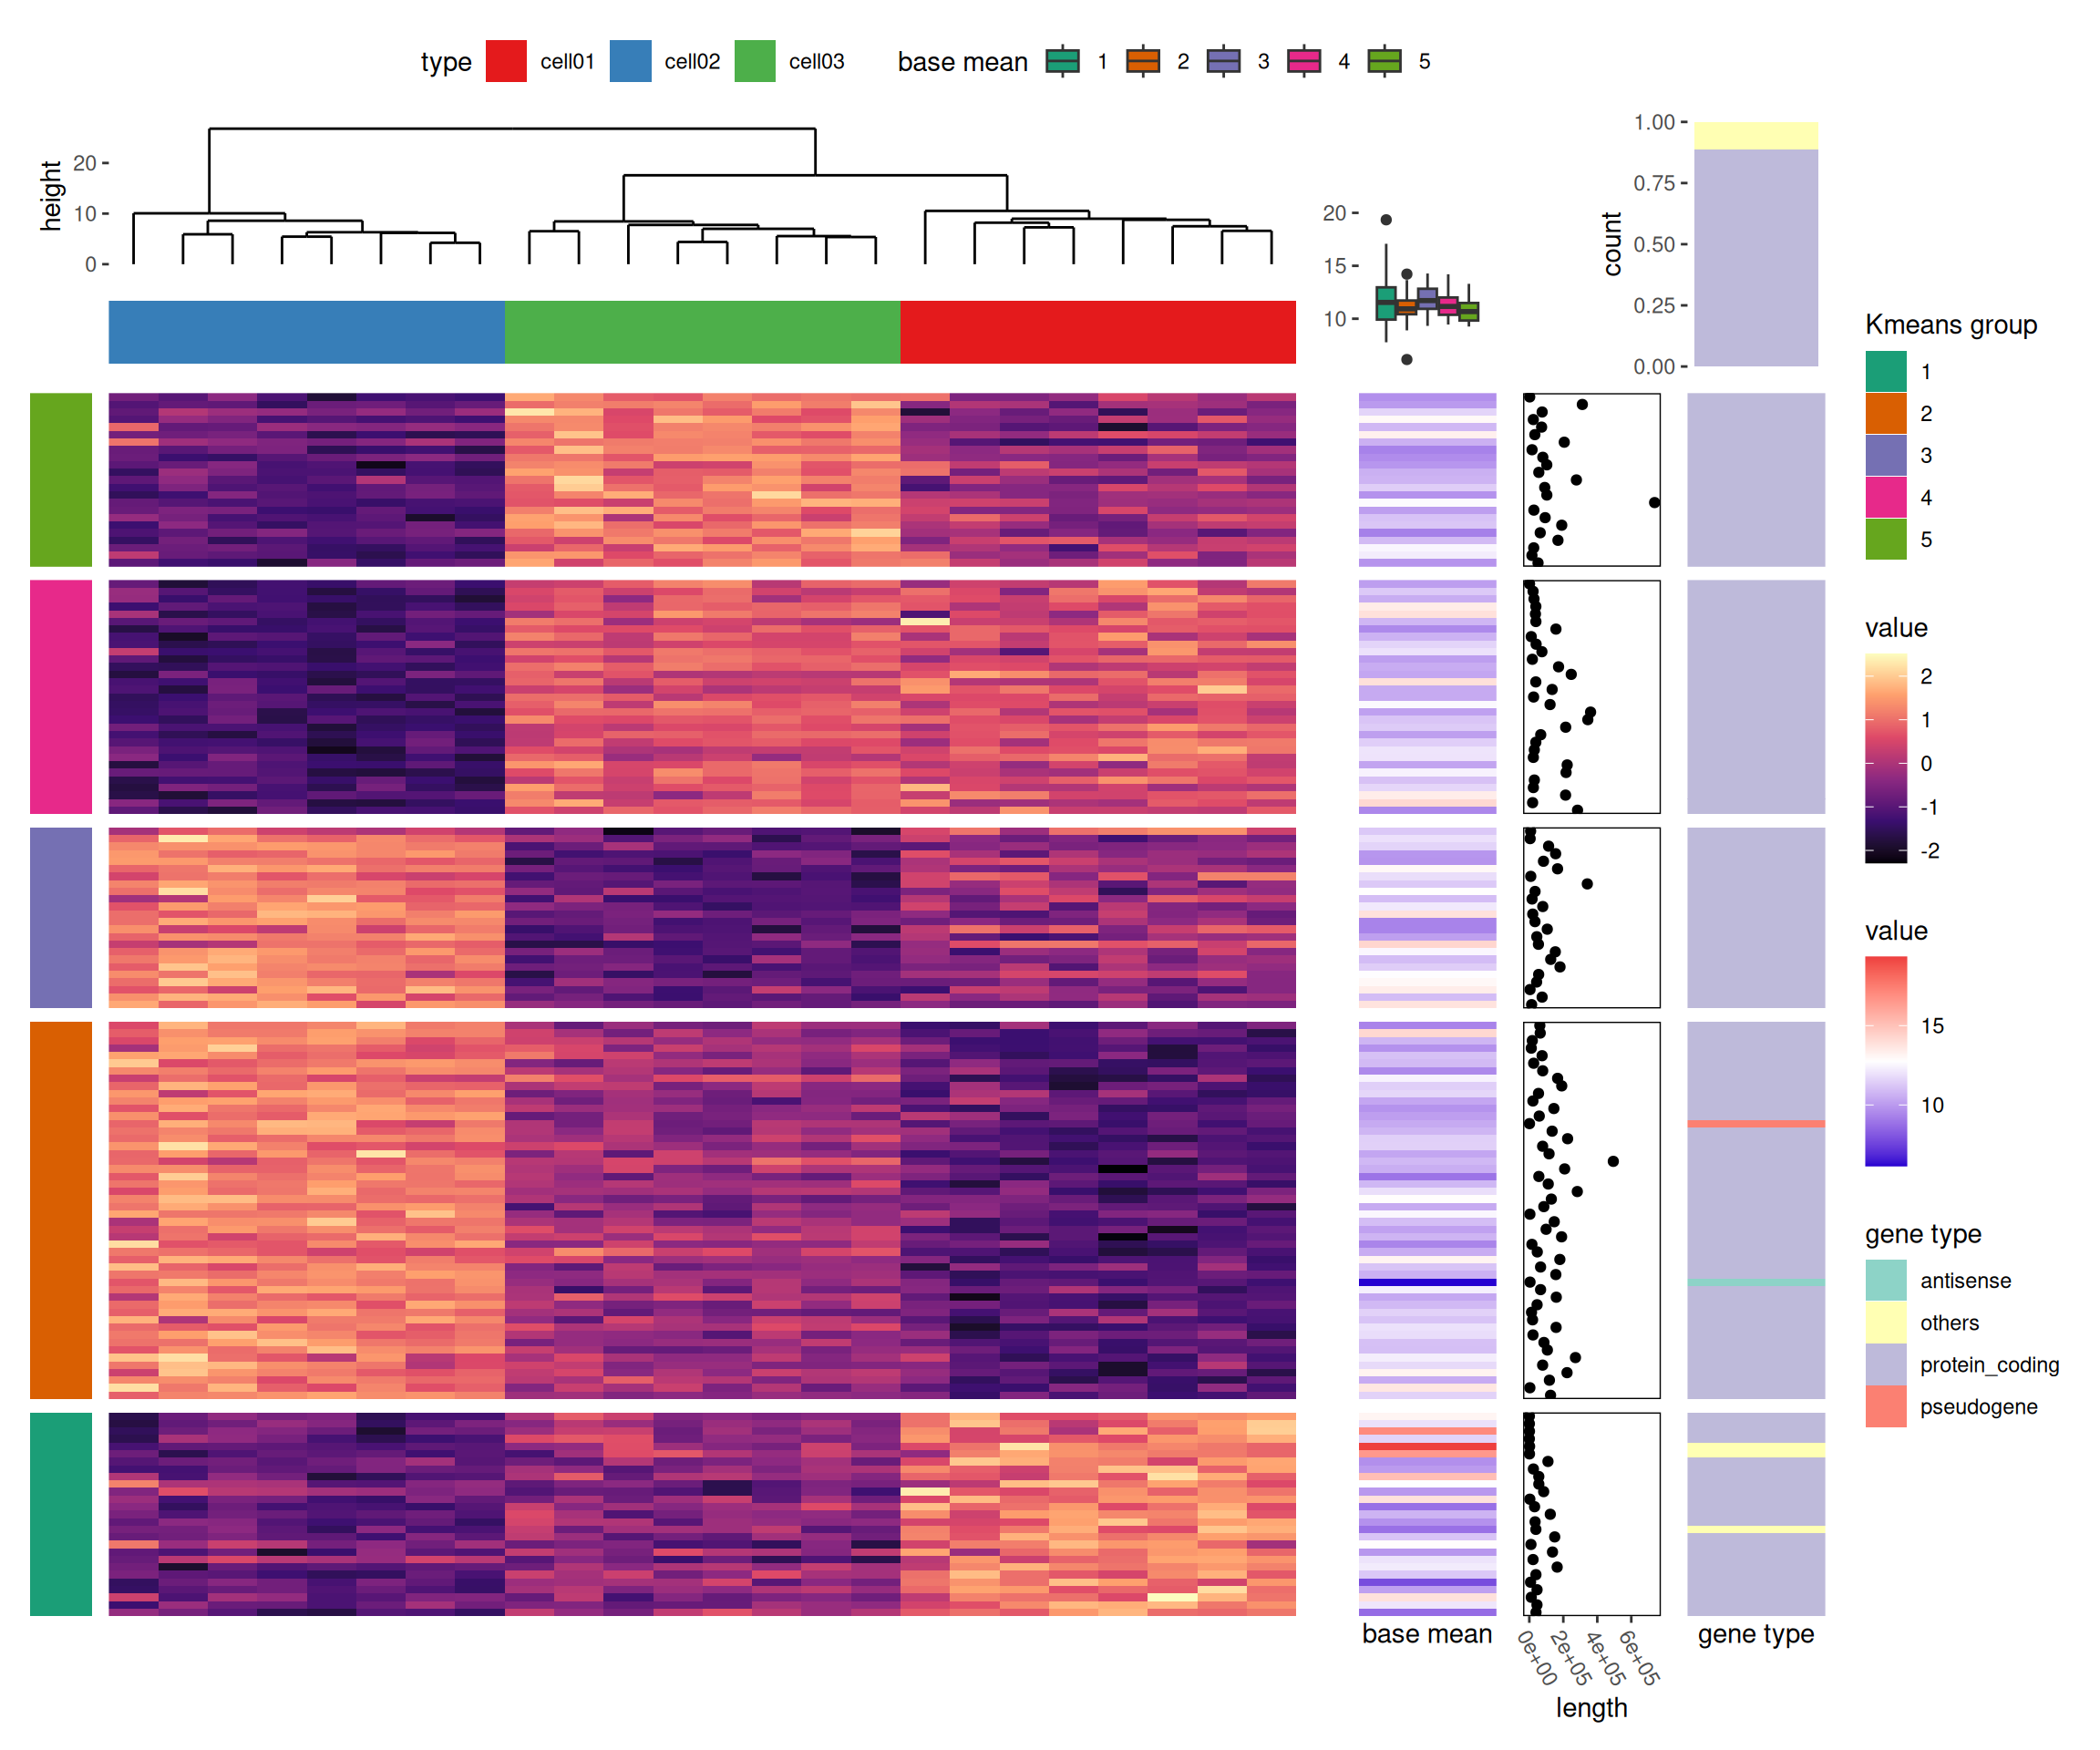 type cell01 cell02 cell03 base mean 1 2 3 4 5
height
20
10
0
20
15
10
count
1.00
0.75
0.50
0.25
0.00
Kmeans group
1
2
3
4
5
value
2
1
0
-1
-2
value
15
10
gene type
antisense
others
protein_coding
pseudogene
base mean
0e+00
2e+05
4e+05
6e+05
length
gene type